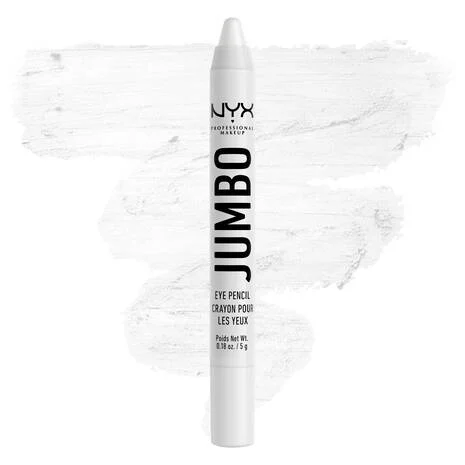 NYX
PROFESSIONAL
MAKEUP
JUMBO
EYE PENCIL
CRAYON POUR
LES YEUX
Poids Net Wt.
0.18 oz. / 5 g